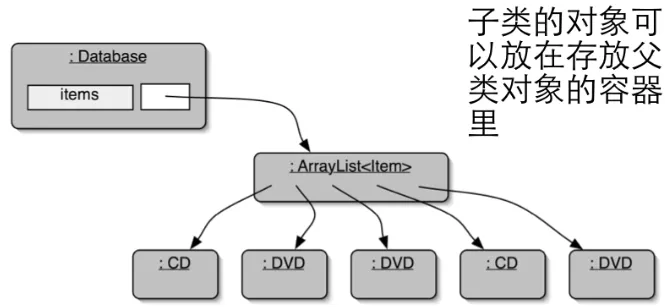 子类的对象可
以放在存放父
类对象的容器
里
: Database
items
: ArrayList<Item>
: CD
: DVD
: DVD
: CD
: DVD